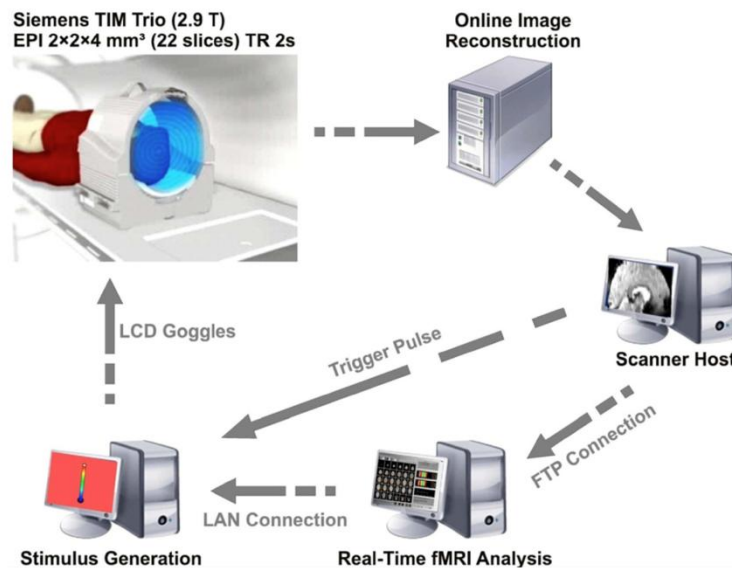 Siemens TIM Trio (2.9 T)
EPI 2×2×4 mm³ (22 slices) TR 2s
Online Image
Reconstruction
LCD Goggles
Trigger Pulse
Scanner Host
FTP Connection
LAN Connection
Stimulus Generation
Real-Time fMRI Analysis